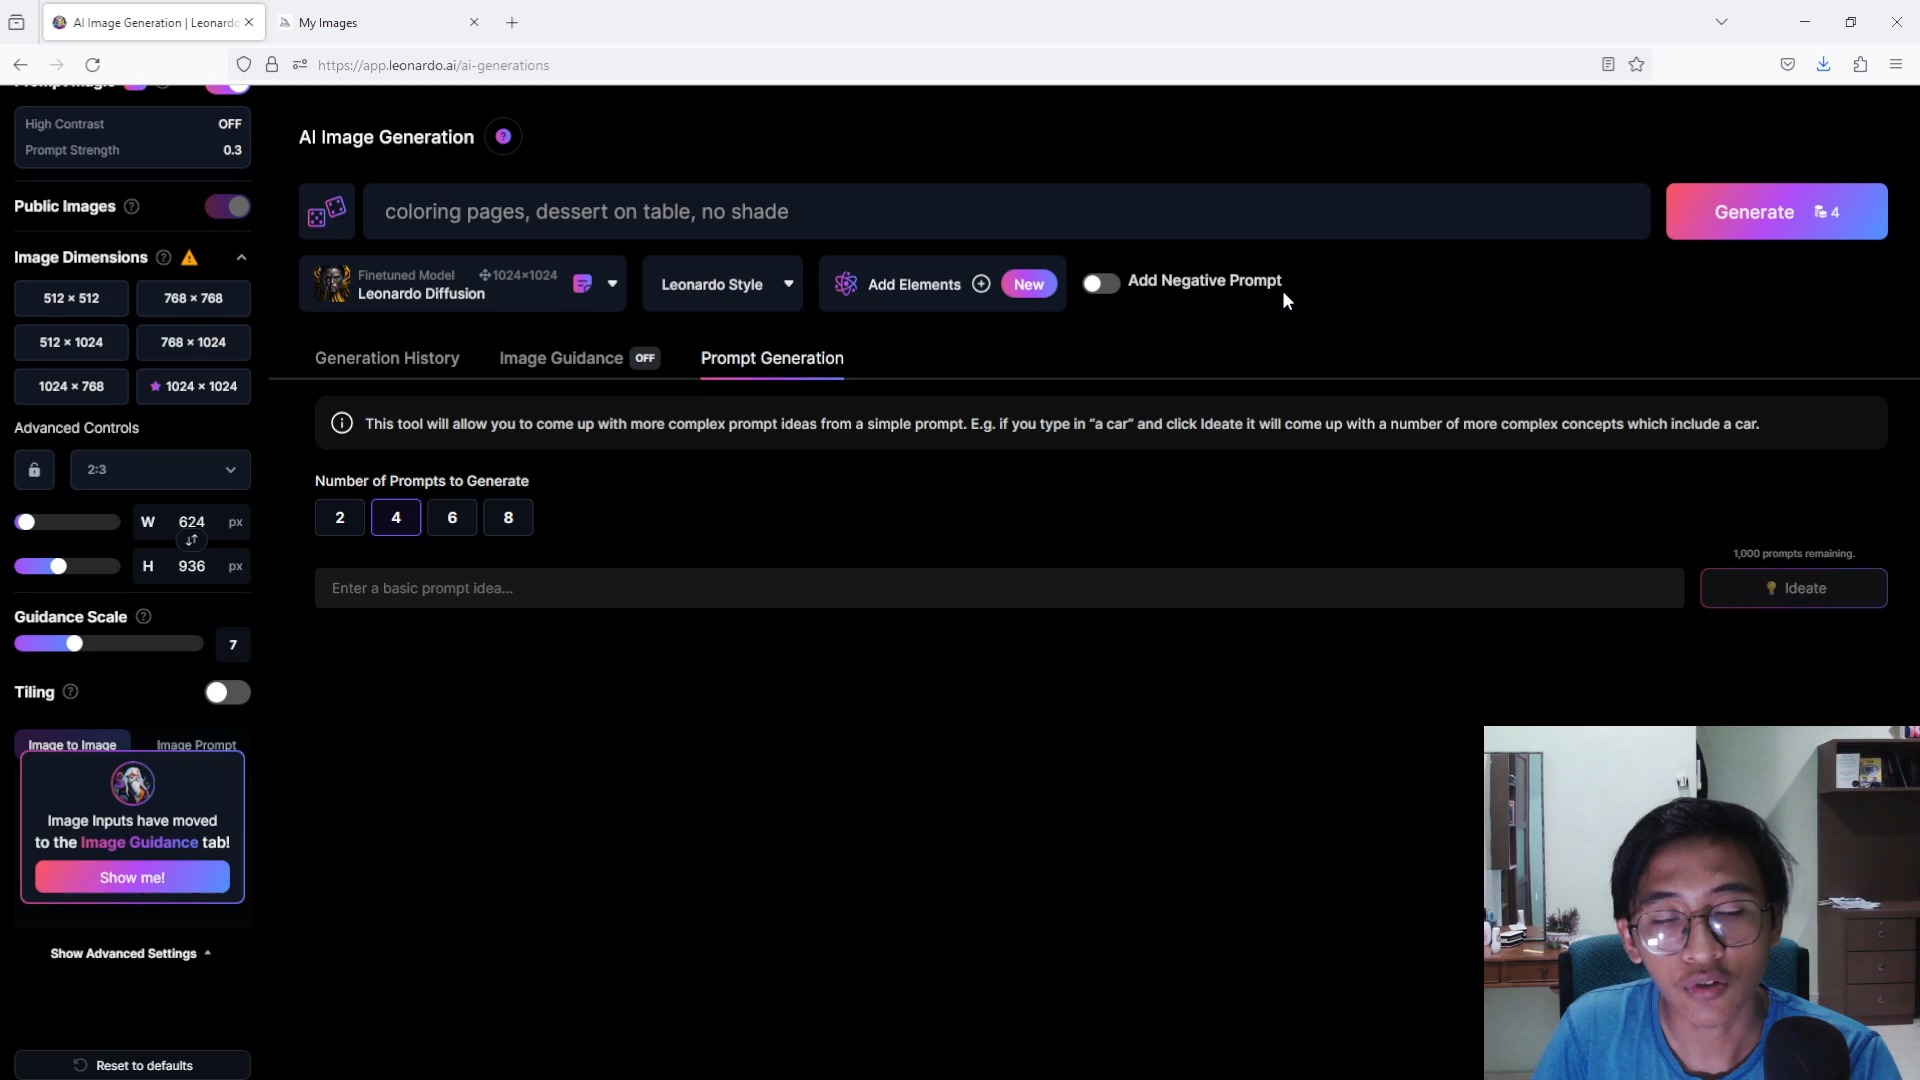 AI Image Generation | Leonardo
My Images
https://app.leonardo.ai/ai-generations
High Contrast OFF
Prompt Strength 0.3
Public Images
Image Dimensions
512 × 512 768 × 768
512 × 1024 768 × 1024
1024 × 768 1024 × 1024
Advanced Controls
2:3
W 624 px
H 936 px
Guidance Scale
7
Tiling
Image to Image Image Prompt
Image Inputs have moved
to the Image Guidance tab!
Show me!
Show Advanced Settings
Reset to defaults
AI Image Generation ?
coloring pages, dessert on table, no shade
Generate 4
Finetuned Model 1024×1024
Leonardo Diffusion
Leonardo Style
Add Elements New
Add Negative Prompt
Generation History Image Guidance OFF Prompt Generation
This tool will allow you to come up with more complex prompt ideas from a simple prompt. E.g. if you type in "a car" and click Ideate it will come up with a number of more complex concepts which include a car.
Number of Prompts to Generate
2 4 6 8
1,000 prompts remaining.
Enter a basic prompt idea...
Ideate